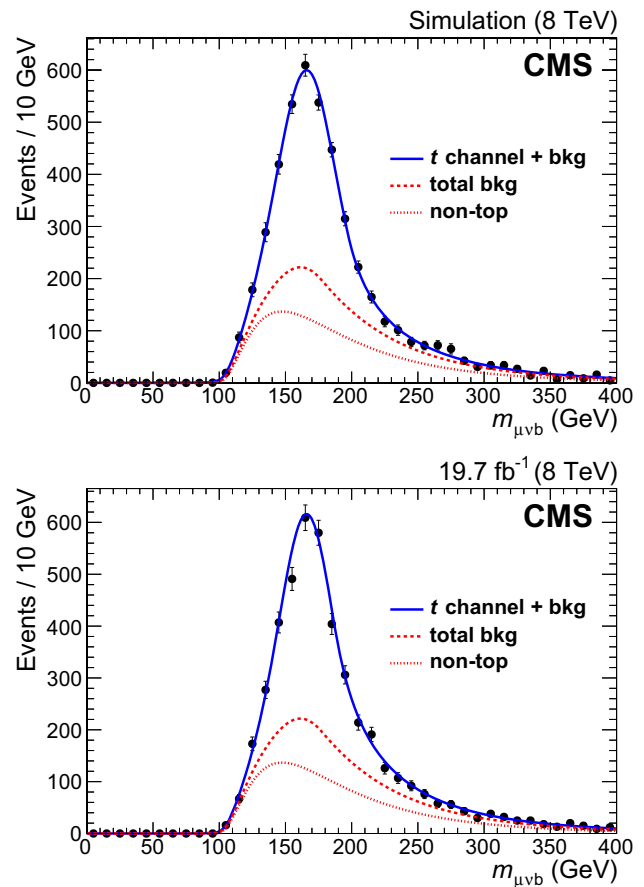 Simulation (8 TeV)
CMS
Events / 10 GeV
600
500
400
300
200
100
0
t channel + bkg
total bkg
non-top
0 50 100 150 200 250 300 350 400
mμνb (GeV)
19.7 fb-1 (8 TeV)
CMS
Events / 10 GeV
600
500
400
300
200
100
0
t channel + bkg
total bkg
non-top
0 50 100 150 200 250 300 350 400
mμνb (GeV)